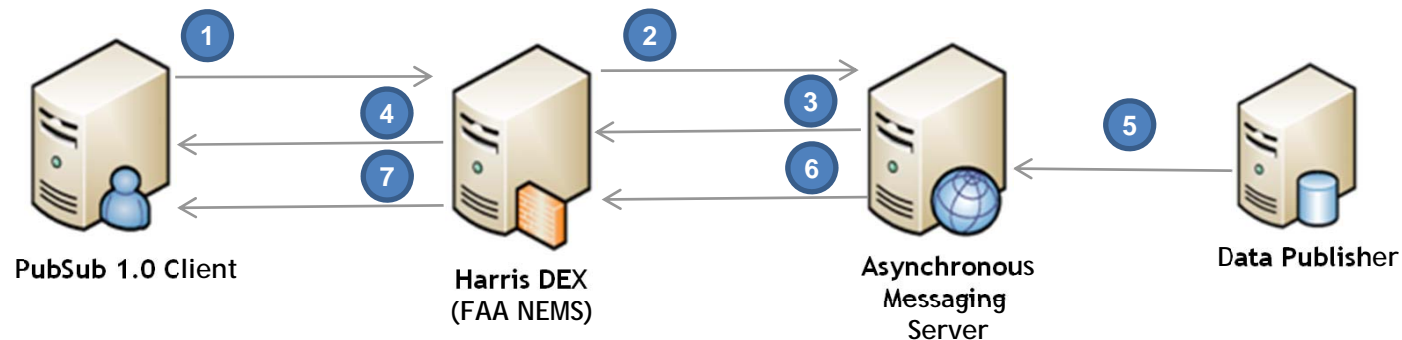 1
2
3
4
5
6
7
PubSub 1.0 Client
Harris DEX
(FAA NEMS)
Asynchronous
Messaging
Server
Data Publisher